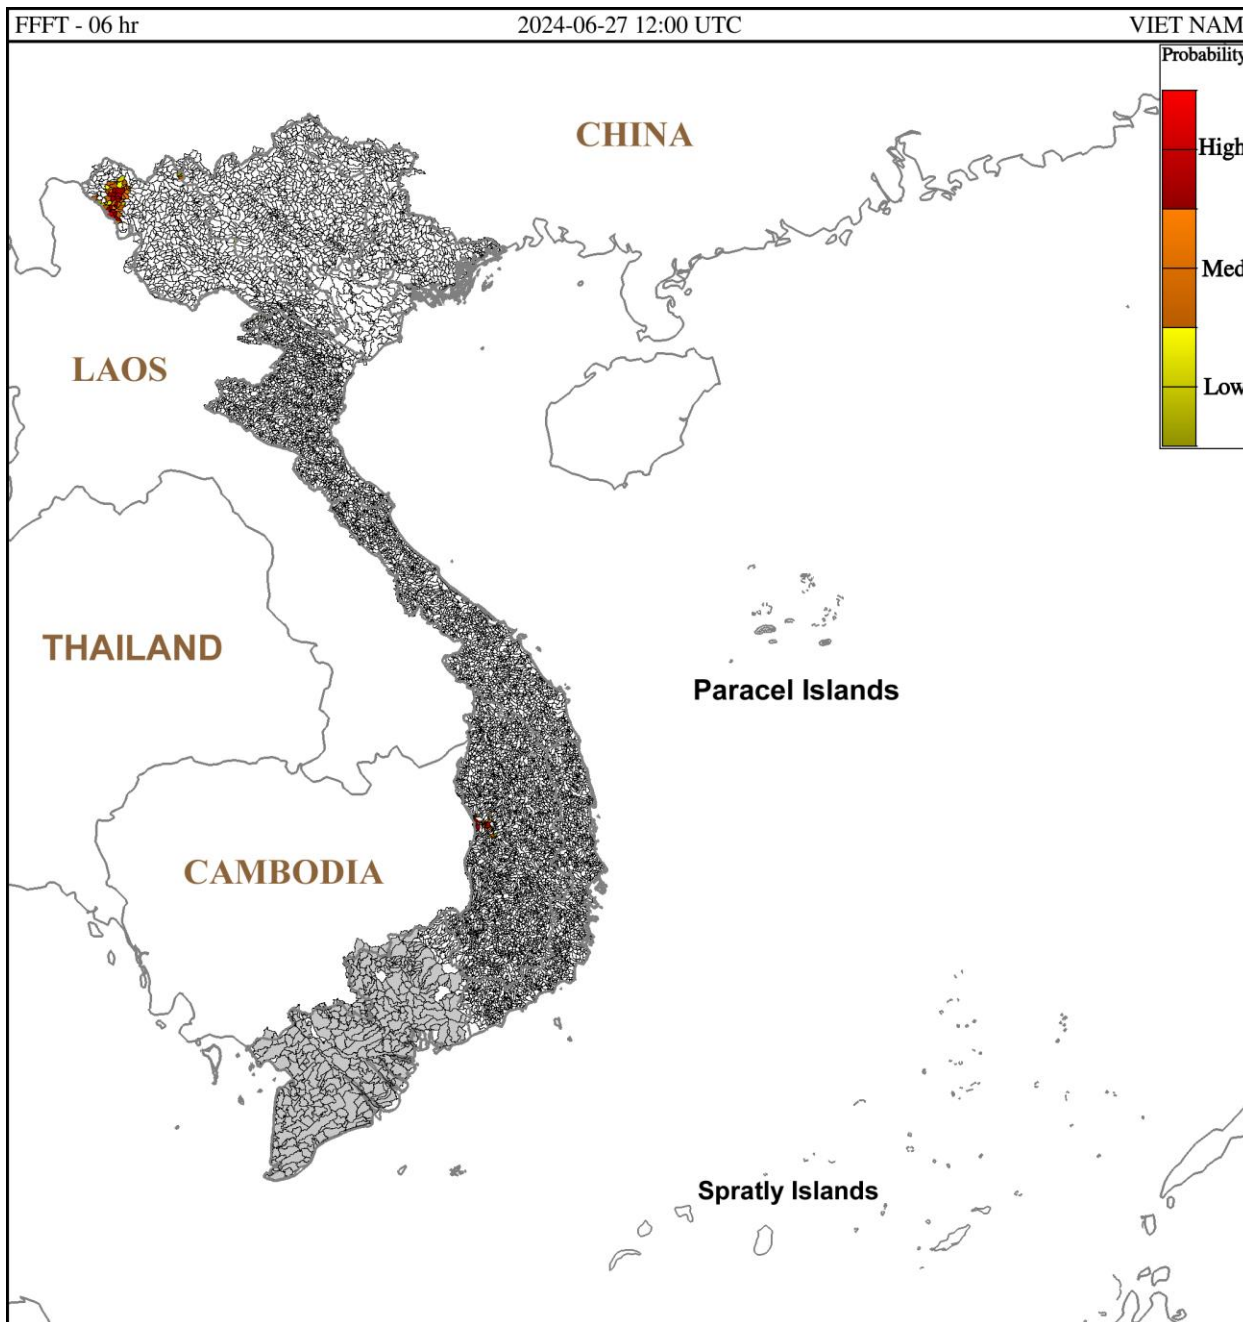 FFFT - 06 hr 2024-06-27 12:00 UTC VIET NAM
Probability
High
Med
Low
CHINA
LAOS
THAILAND
Paracel Islands
CAMBODIA
Spratly Islands